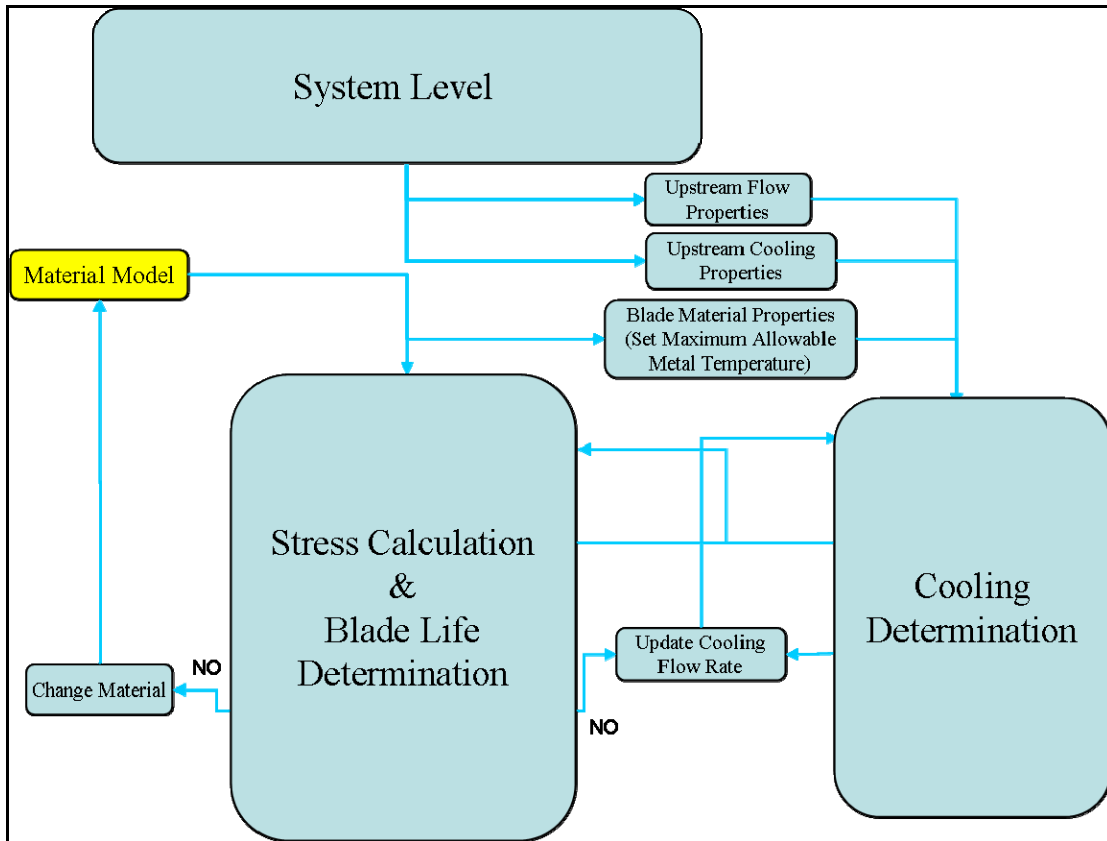 System Level
Upstream Flow
Properties
Upstream Cooling
Properties
Material Model
Blade Material Properties
(Set Maximum Allowable
Metal Temperature)
Stress Calculation
&
Blade Life
Determination
Cooling
Determination
Update Cooling
Flow Rate
NO
Change Material
NO